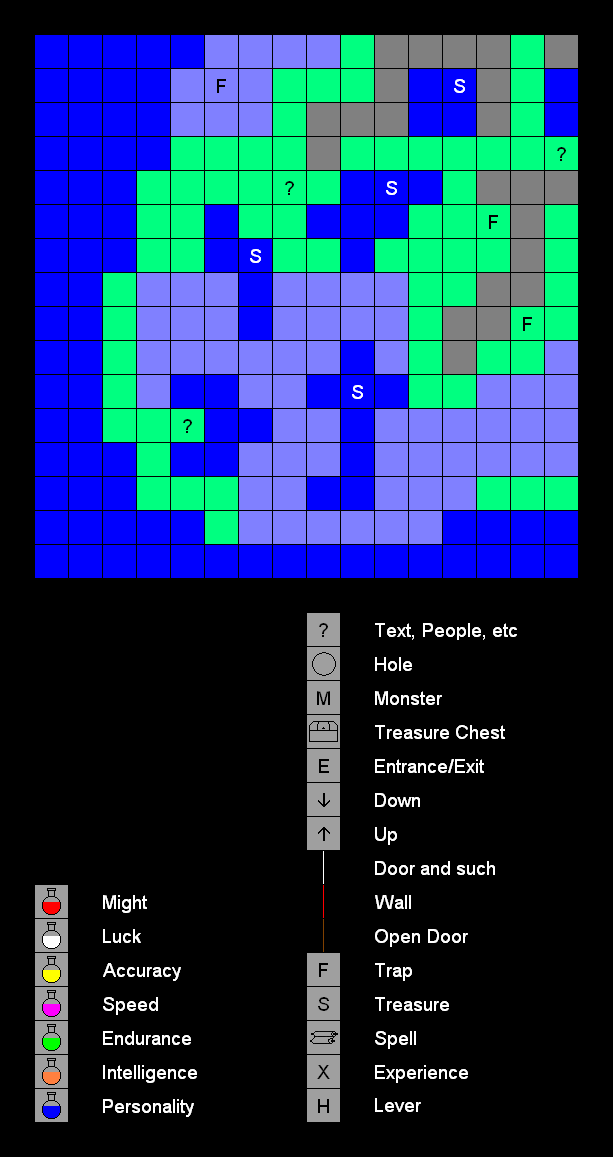 F
S
?
?
S
F
S
F
S
?
? Text, People, etc
Hole
M Monster
Treasure Chest
E Entrance/Exit
↓ Down
↑ Up
Door and such
Might Wall
Luck Open Door
Accuracy F Trap
Speed S Treasure
Endurance Spell
Intelligence X Experience
Personality H Lever